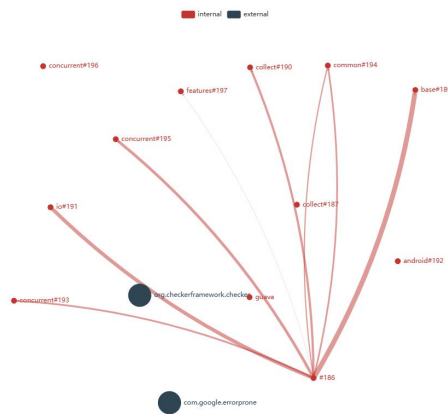 internal
external
concurrent#196
collect#190
common#194
features#197
base#18
concurrent#195
io#191
collect#187
android#192
org.checkerframework.checker
guava
concurrent#193
#186
com.google.errorprone